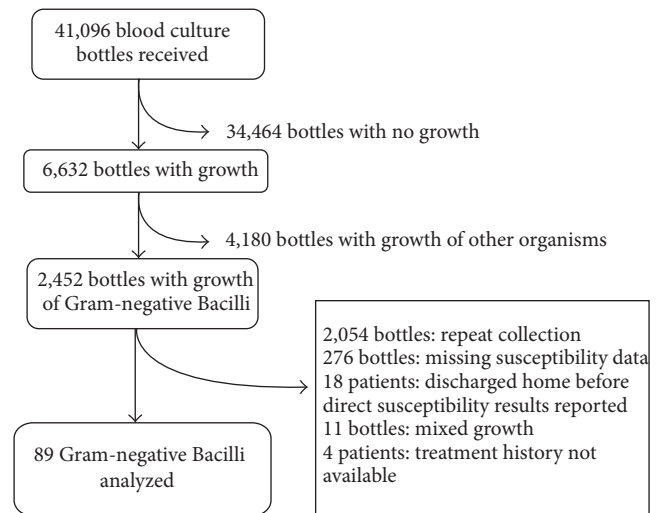 41,096 blood culture
bottles received
34,464 bottles with no growth
6,632 bottles with growth
4,180 bottles with growth of other organisms
2,452 bottles with growth
of Gram-negative Bacilli
2,054 bottles: repeat collection
276 bottles: missing susceptibility data
18 patients: discharged home before
direct susceptibility results reported
11 bottles: mixed growth
4 patients: treatment history not
available
89 Gram-negative Bacilli
analyzed